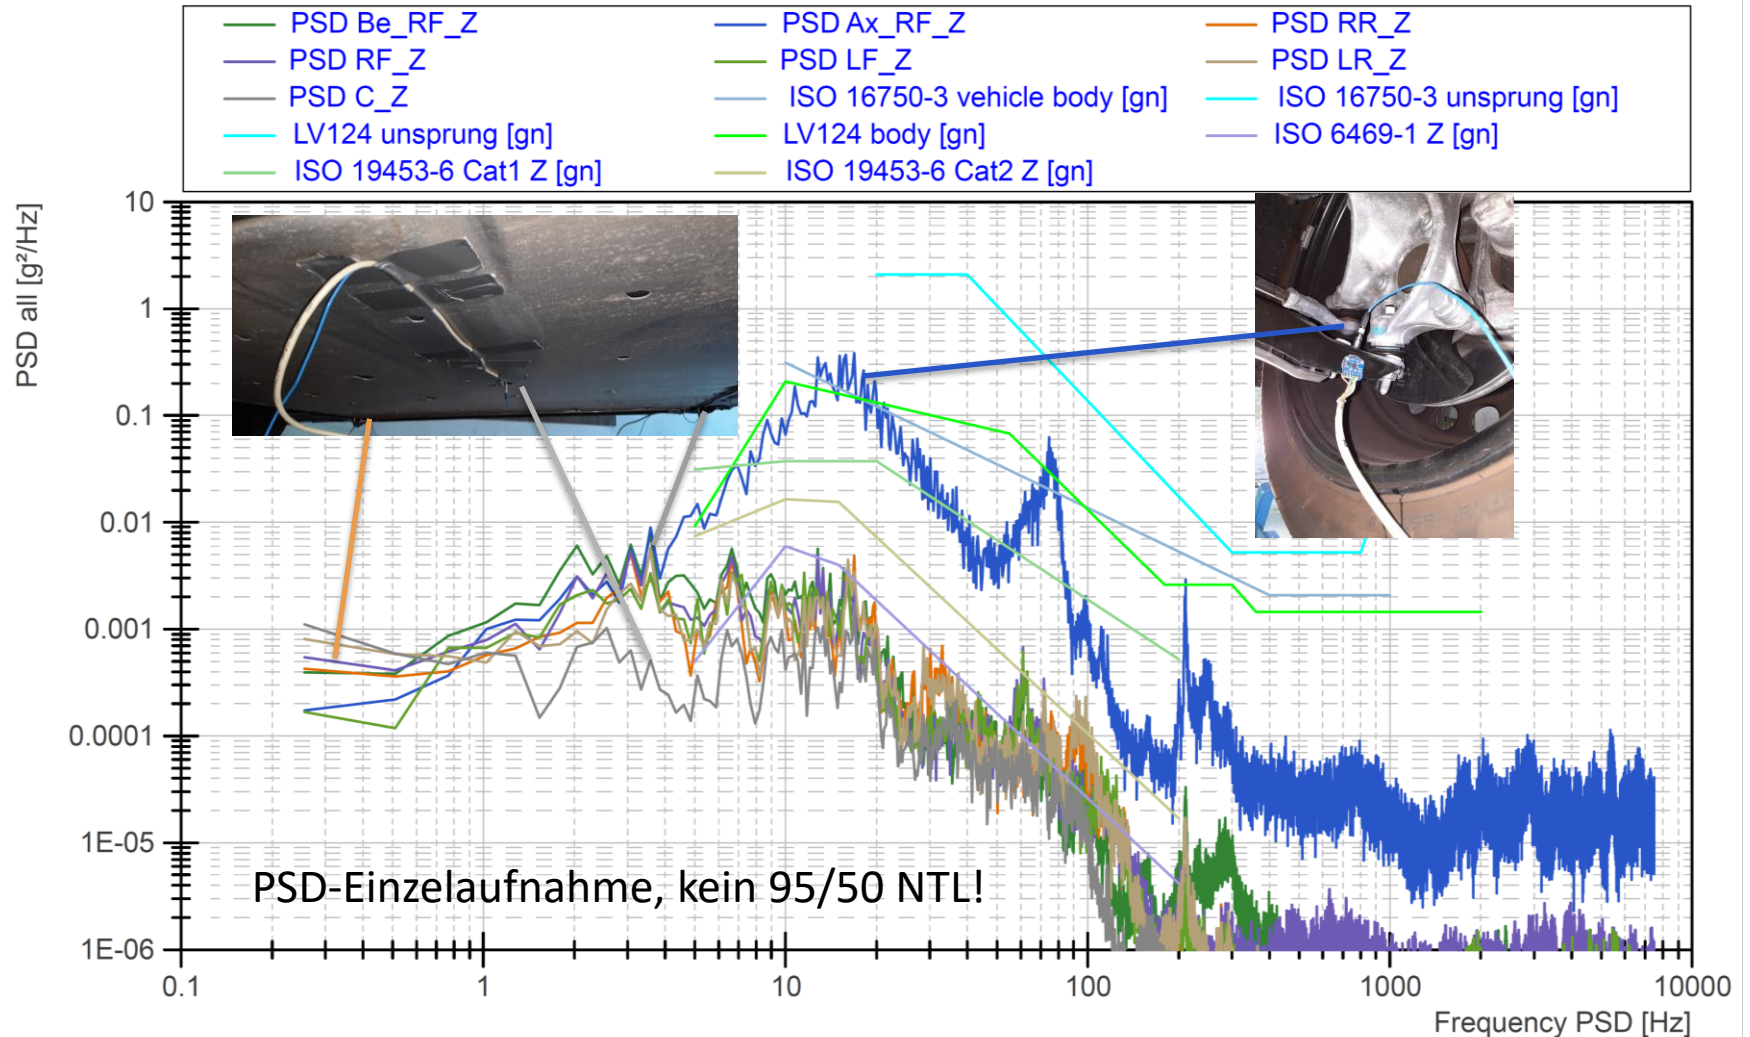 PSD Be_RF_Z PSD Ax_RF_Z PSD RR_Z
PSD RF_Z PSD LF_Z PSD LR_Z
PSD C_Z ISO 16750-3 vehicle body [gn] ISO 16750-3 unsprung [gn]
LV124 unsprung [gn] LV124 body [gn] ISO 6469-1 Z [gn]
ISO 19453-6 Cat1 Z [gn] ISO 19453-6 Cat2 Z [gn]
PSD all [g²/Hz]
10
1
0.1
0.01
0.001
0.0001
1E-05
1E-06
PSD-Einzelaufnahme, kein 95/50 NTL!
0.1 1 10 100 1000 10000
Frequency PSD [Hz]